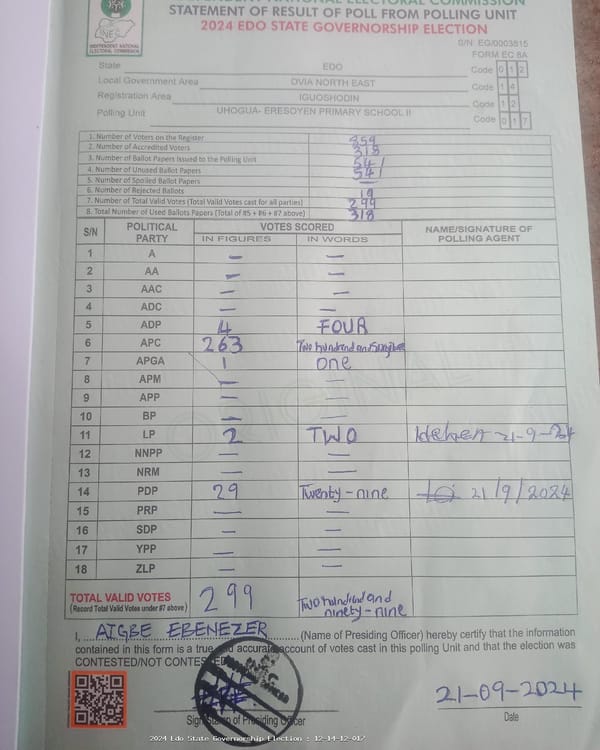 INDEPENDENT NATIONAL ELECTORAL COMMISSION
STATEMENT OF RESULT OF POLL FROM POLLING UNIT
2024 EDO STATE GOVERNORSHIP ELECTION
INEC
INDEPENDENT NATIONAL ELECTORAL COMMISSION
S/N EG/0003815
FORM EC 8A
State EDO Code 0 1 2
Local Government Area OVIA NORTH EAST Code 1 4
Registration Area IGUOSHODIN Code 1 2
Polling Unit UHOGUA- ERESOYEN PRIMARY SCHOOL II Code 0 1 7
1. Number of Voters on the Register 859
2. Number of Accredited Voters 318
3. Number of Ballot Papers Issued to the Polling Unit
4. Number of Unused Ballot Papers 541
5. Number of Spoiled Ballot Papers —
6. Number of Rejected Ballots 19
7. Number of Total Valid Votes (Total Valid Votes cast for all parties) 299
8. Total Number of Used Ballots Papers (Total of #5 + #6 + #7 above) 318
S/N POLITICAL PARTY VOTES SCORED NAME/SIGNATURE OF POLLING AGENT
IN FIGURES IN WORDS
1 A — —
2 AA — —
3 AAC — —
4 ADC — —
5 ADP 4 FOUR
6 APC 263 Two hundred and
7 APGA 1 one
8 APM — —
9 APP — —
10 BP — —
11 LP 2 TWO 21-9-24
12 NNPP — —
13 NRM — —
14 PDP 29 Twenty-nine 21/9/2024
15 PRP — —
16 SDP — —
17 YPP — —
18 ZLP — —
TOTAL VALID VOTES 299 Two hundred and ninety-nine
(Record Total Valid Votes under #7 above)
I, AIGBE EBENEZER (Name of Presiding Officer) hereby certify that the information
contained in this form is a true and accurate account of votes cast in this polling Unit and that the election was
CONTESTED/NOT CONTESTED
21-09-2024
Sign/Stamp of Presiding Officer Date
2024 Edo State Governorship Election : 12-14-12-017